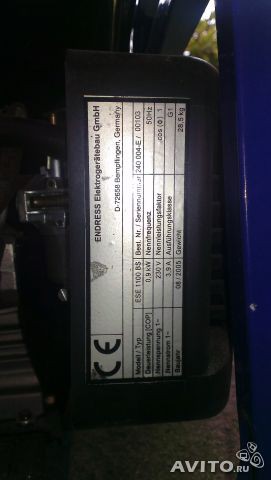 ENDRESS Elektrogerätebau GmbH
D-72658 Bempflingen, Germany
Modell / Typ ESE 1100 BS Best. Nr. / Seriennummer 240 004-IE / 00103
Dauerleistung [COP] 0,9 kW Nennfrequenz 50Hz
Nennspannung 1~ 230 V Nennleistungsfaktor cos (ϕ) 1
Nennstrom 1~ 3,9 A Ausführungsklasse G1
Baujahr 08 / 2005 Gewicht 28,5 kg
CE
AVITO.ru